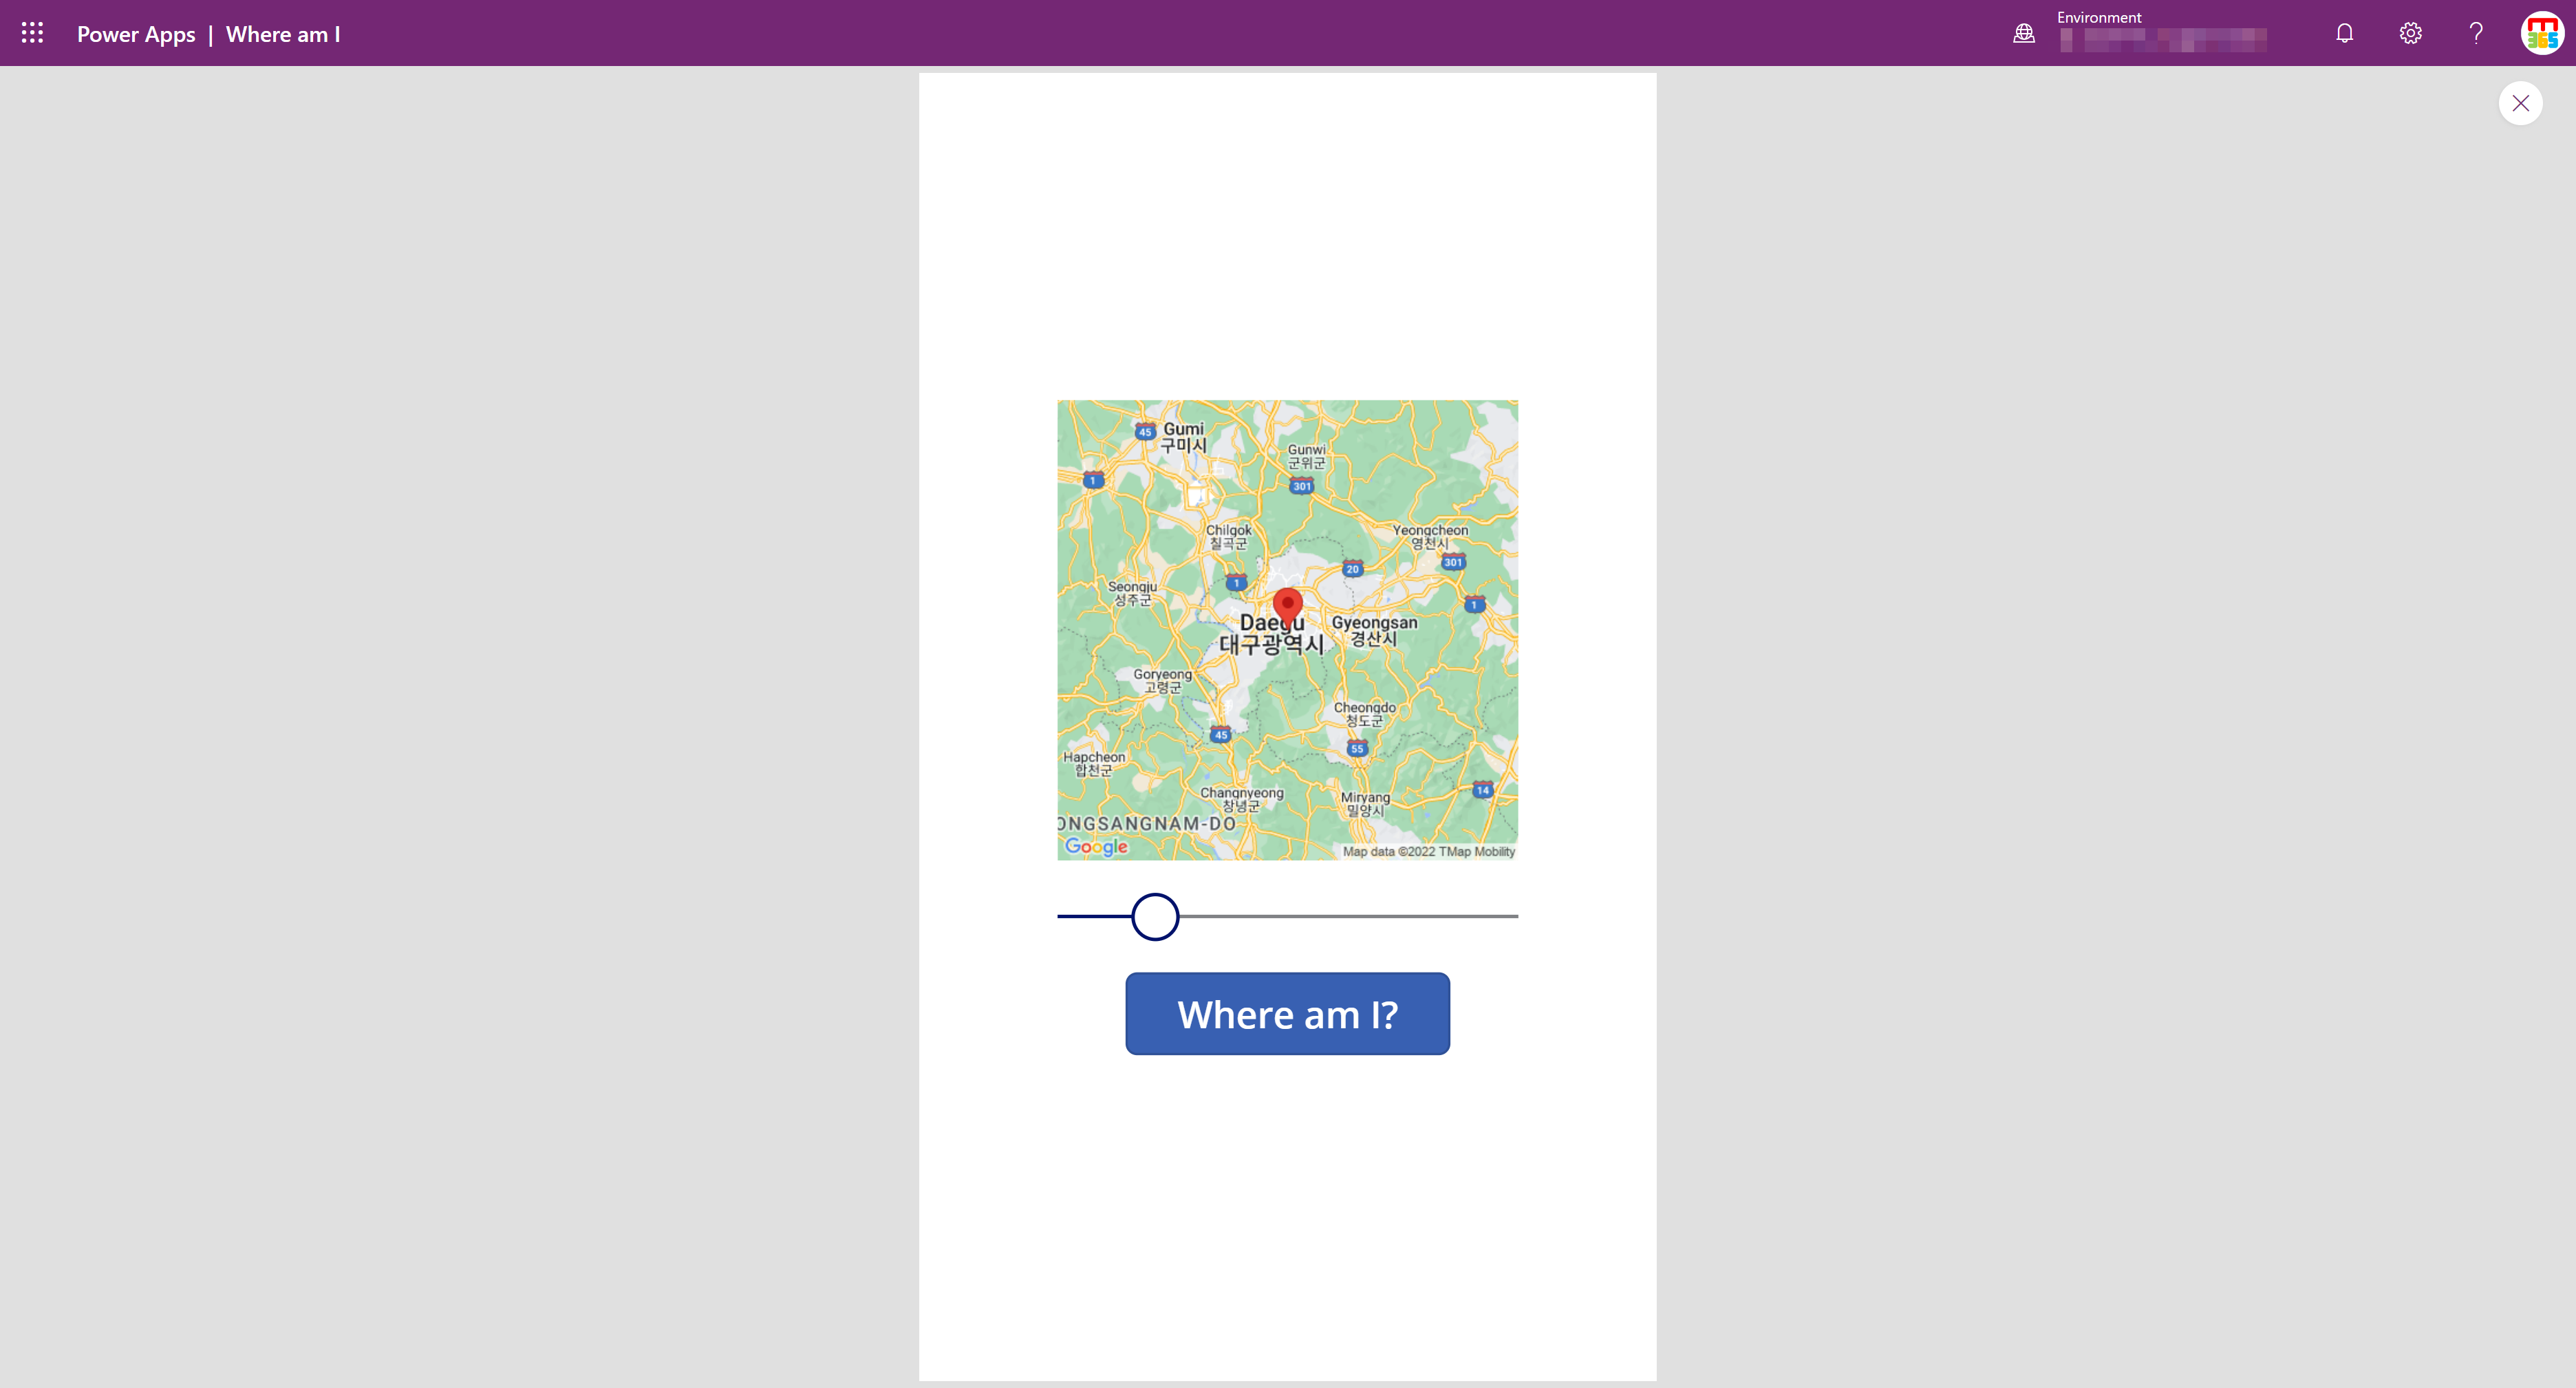 Power Apps | Where am I
Environment
365
45
Gumi
구미시
Gunwi
군위군
1
301
Chilgok
칠곡군
Yeongcheon
영천시
301
20
1
Seongju
성주군
1
Daegu
대구광역시
Gyeongsan
경산시
Goryeong
고령군
Cheongdo
청도군
45
55
Hapcheon
합천군
14
Changnyeong
창녕군
Miryang
밀양시
ONGSANGNAM-DO
Google
Map data ©2022 TMap Mobility
Where am I?